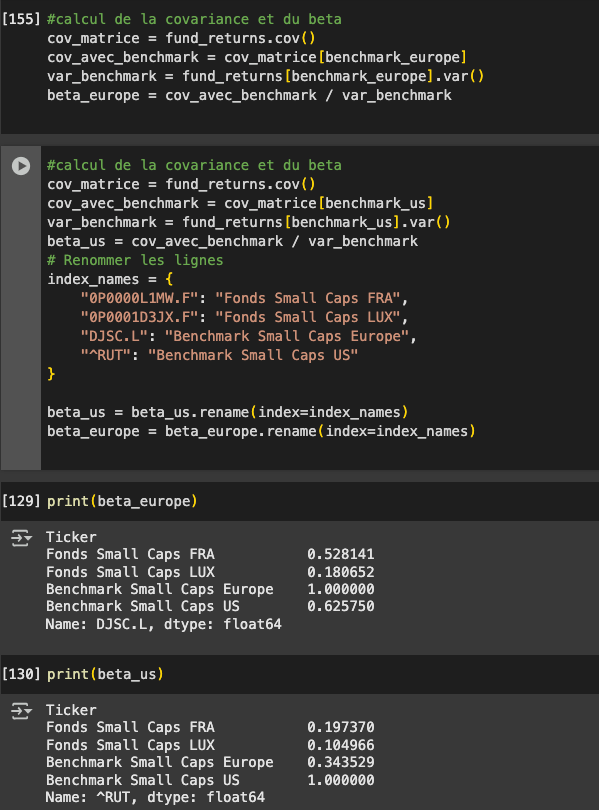 [155] #calcul de la covariance et du beta
cov_matrice = fund_returns.cov()
cov_avec_benchmark = cov_matrice[benchmark_europe]
var_benchmark = fund_returns[benchmark_europe].var()
beta_europe = cov_avec_benchmark / var_benchmark
#calcul de la covariance et du beta
cov_matrice = fund_returns.cov()
cov_avec_benchmark = cov_matrice[benchmark_us]
var_benchmark = fund_returns[benchmark_us].var()
beta_us = cov_avec_benchmark / var_benchmark
# Renommer les lignes
index_names = {
    "0P0000L1MW.F": "Fonds Small Caps FRA",
    "0P0001D3JX.F": "Fonds Small Caps LUX",
    "DJSC.L": "Benchmark Small Caps Europe",
    "^RUT": "Benchmark Small Caps US"
}
beta_us = beta_us.rename(index=index_names)
beta_europe = beta_europe.rename(index=index_names)
[129] print(beta_europe)
Ticker
Fonds Small Caps FRA           0.528141
Fonds Small Caps LUX           0.180652
Benchmark Small Caps Europe    1.000000
Benchmark Small Caps US        0.625750
Name: DJSC.L, dtype: float64
[130] print(beta_us)
Ticker
Fonds Small Caps FRA           0.197370
Fonds Small Caps LUX           0.104966
Benchmark Small Caps Europe    0.343529
Benchmark Small Caps US        1.000000
Name: ^RUT, dtype: float64